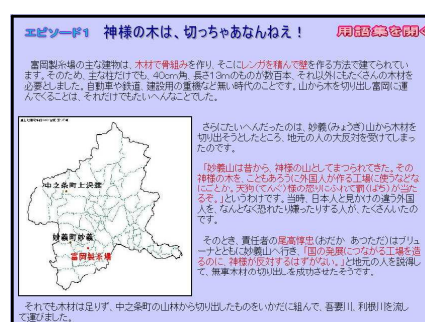 エピソード1 神様の木は、切っちゃあなんねえ! 用語集を開く
富岡製糸場の主な建物は、木材で骨組みを作り、そこにレンガを積んで壁を作る方法で建てられてい
ます。そのため、主な柱だけでも、40cm角、長さ13mのものが数百本、それ以外にもたくさんの木材を
必要としました。自動車や鉄道、建設用の重機など無い時代のことです。山から木を切り出し富岡に運
んでくることは、それだけでもたいへんなことでした。
さらにたいへんだったのは、妙義(みょうぎ)山から木材を
切り出そうとしたところ、地元の人の大反対を受けてしまっ
たのです。
「妙義山は昔から、神様の山としてまつられてきた。その
神様の木を、こともあろうに外国人が作る工場に使うなどな
にごとか。天狗(てんぐ)様の怒りにふれて罰(ばち)が当た
るぞ。」というわけです。当時、日本人と見かけの違う外国
人を、なんとなく恐れたり嫌ったりする人が、たくさんいたの
です。
そのとき、責任者の尾高惇忠(おだか あつただ)はブリュ
ーナとともに妙義山へ行き、「国の発展につながる工場を造
るのに、神様が反対するはずがない。」と地元の人を説得し
て、無事木材の切り出しを成功させたそうです。
中之条町上沢渡
妙義町妙義
富岡製糸場
それでも木材は足りず、中之条町の山林から切り出したものをいかだに組んで、吾妻川、利根川を流し
て運びました。